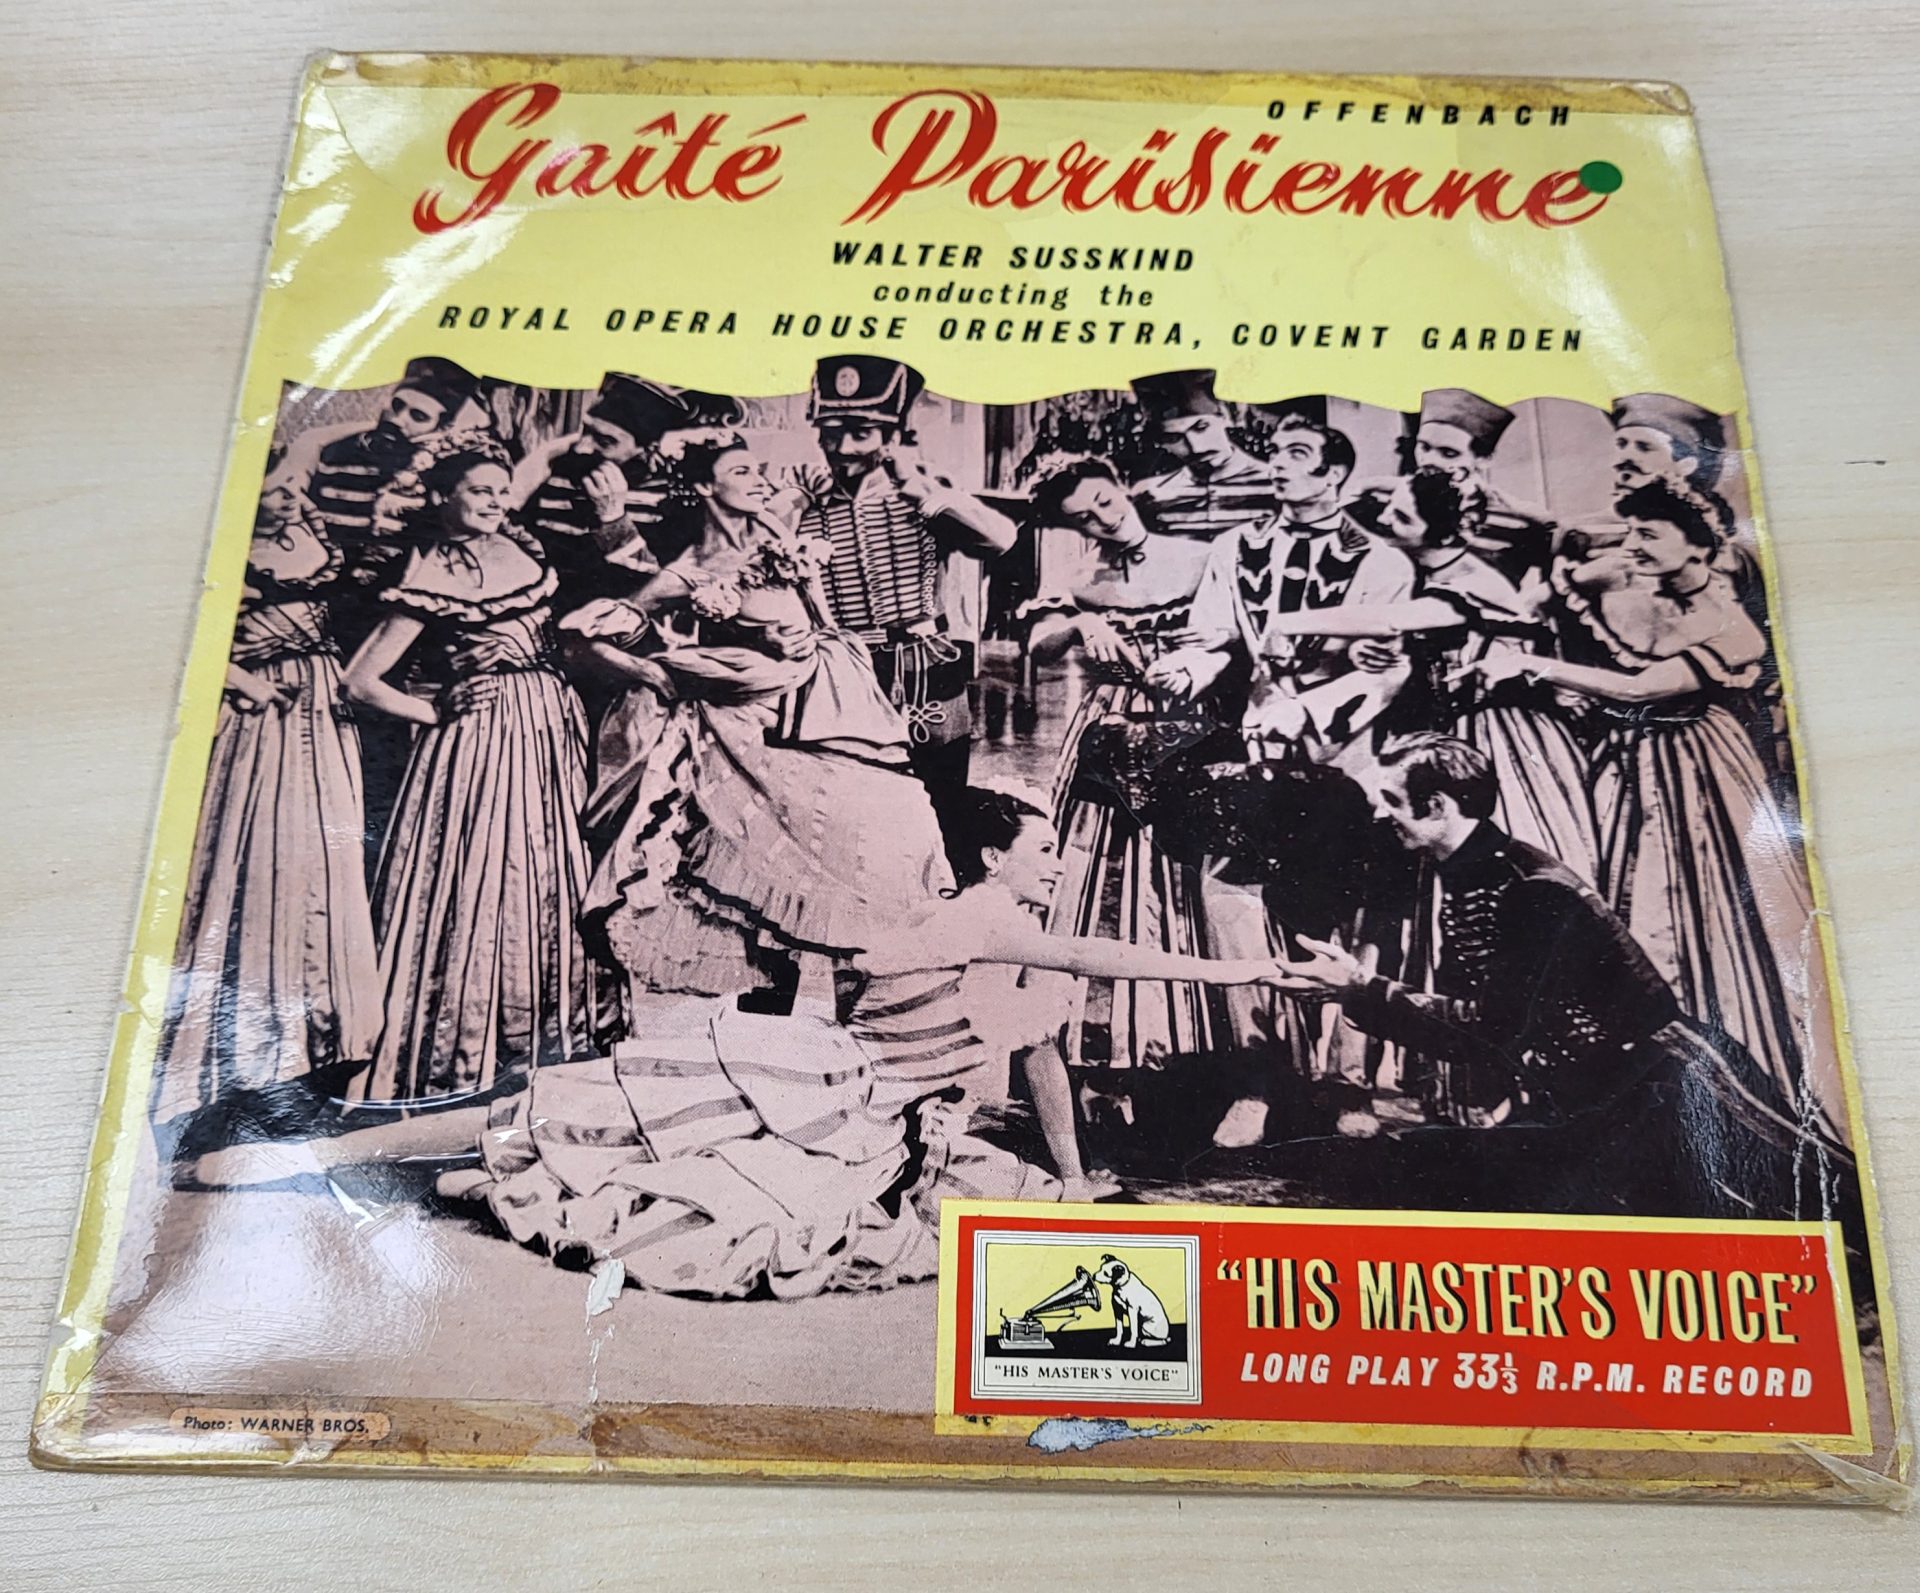 OFFENBACH
Gaîté Parisienne
WALTER SUSSKIND
conducting the
ROYAL OPERA HOUSE ORCHESTRA, COVENT GARDEN
"HIS MASTER'S VOICE"
LONG PLAY 33⅓ R.P.M. RECORD
"HIS MASTER'S VOICE"
Photo: WARNER BROS.